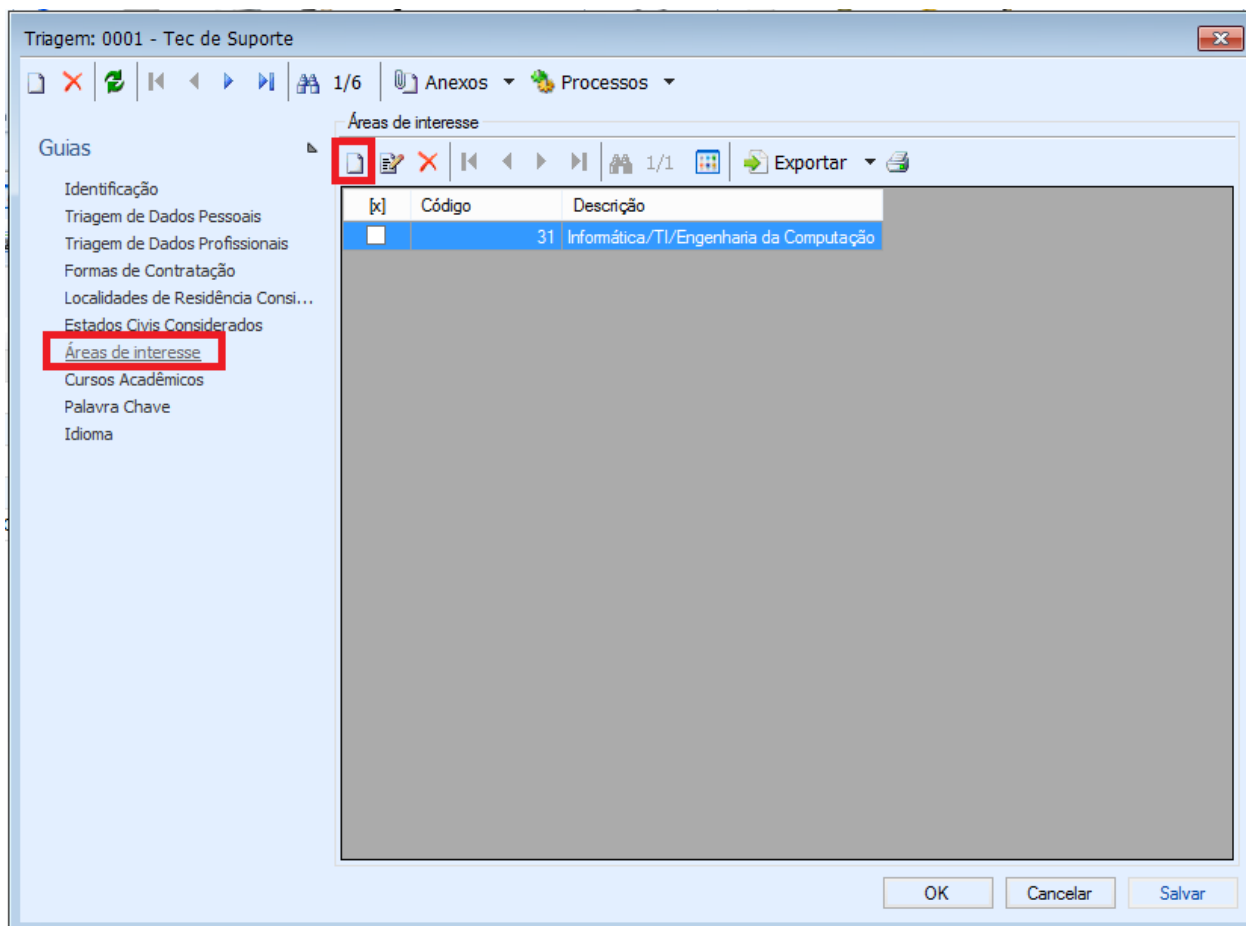 Triagem: 0001 - Tec de Suporte
1/6 Anexos Processos
Guias
Identificação
Triagem de Dados Pessoais
Triagem de Dados Profissionais
Formas de Contratação
Localidades de Residência Consi...
Estados Civis Considerados
Áreas de interesse
Cursos Acadêmicos
Palavra Chave
Idioma
Áreas de interesse
1/1 Exportar
[x] Código Descrição
31 Informática/TI/Engenharia da Computação
OK Cancelar Salvar